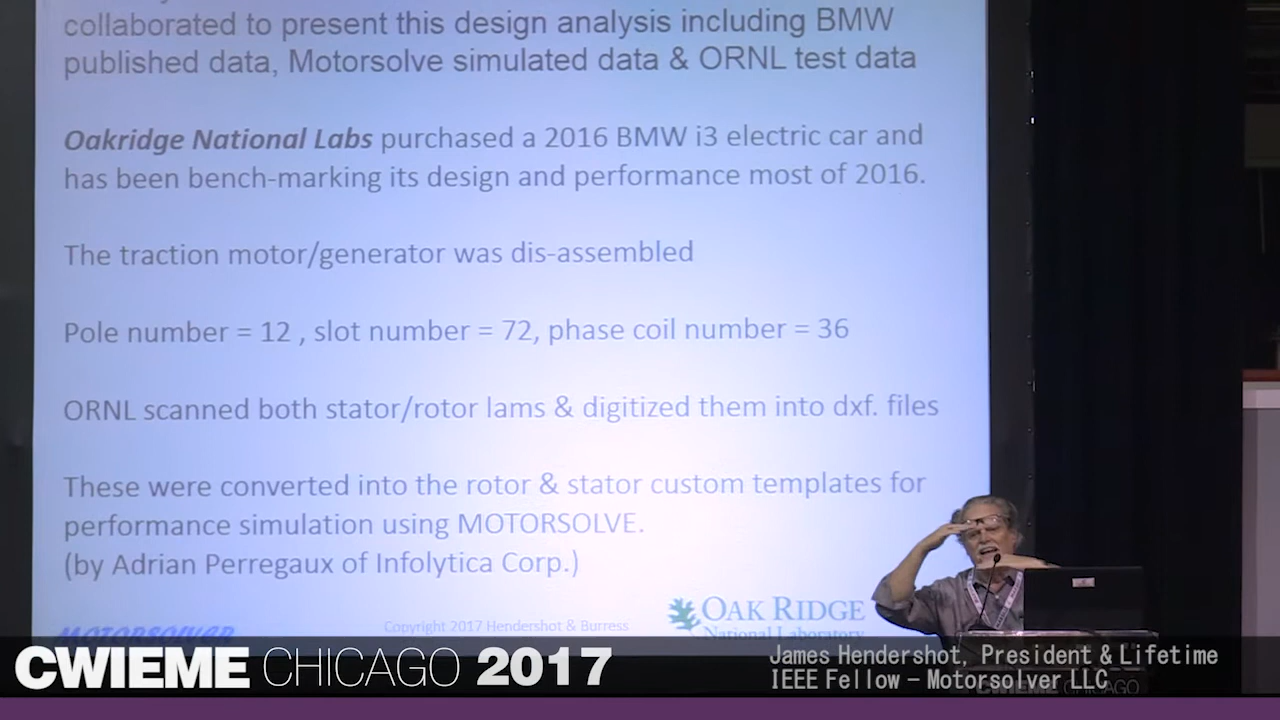 collaborated to present this design analysis including BMW
published data, Motorsolve simulated data & ORNL test data
Oakridge National Labs purchased a 2016 BMW i3 electric car and
has been bench-marking its design and performance most of 2016.
The traction motor/generator was dis-assembled
Pole number = 12 , slot number = 72, phase coil number = 36
ORNL scanned both stator/rotor lams & digitized them into dxf. files
These were converted into the rotor & stator custom templates for
performance simulation using MOTORSOLVE.
(by Adrian Perregaux of Infolytica Corp.)
MOTORSOLVER
Copyright 2017 Hendershot & Burress
OAK RIDGE
National Laboratory
CWIEME CHICAGO 2017
James Hendershot, President & Lifetime
IEEE Fellow – Motorsolver LLC
CWIEME CHICAGO